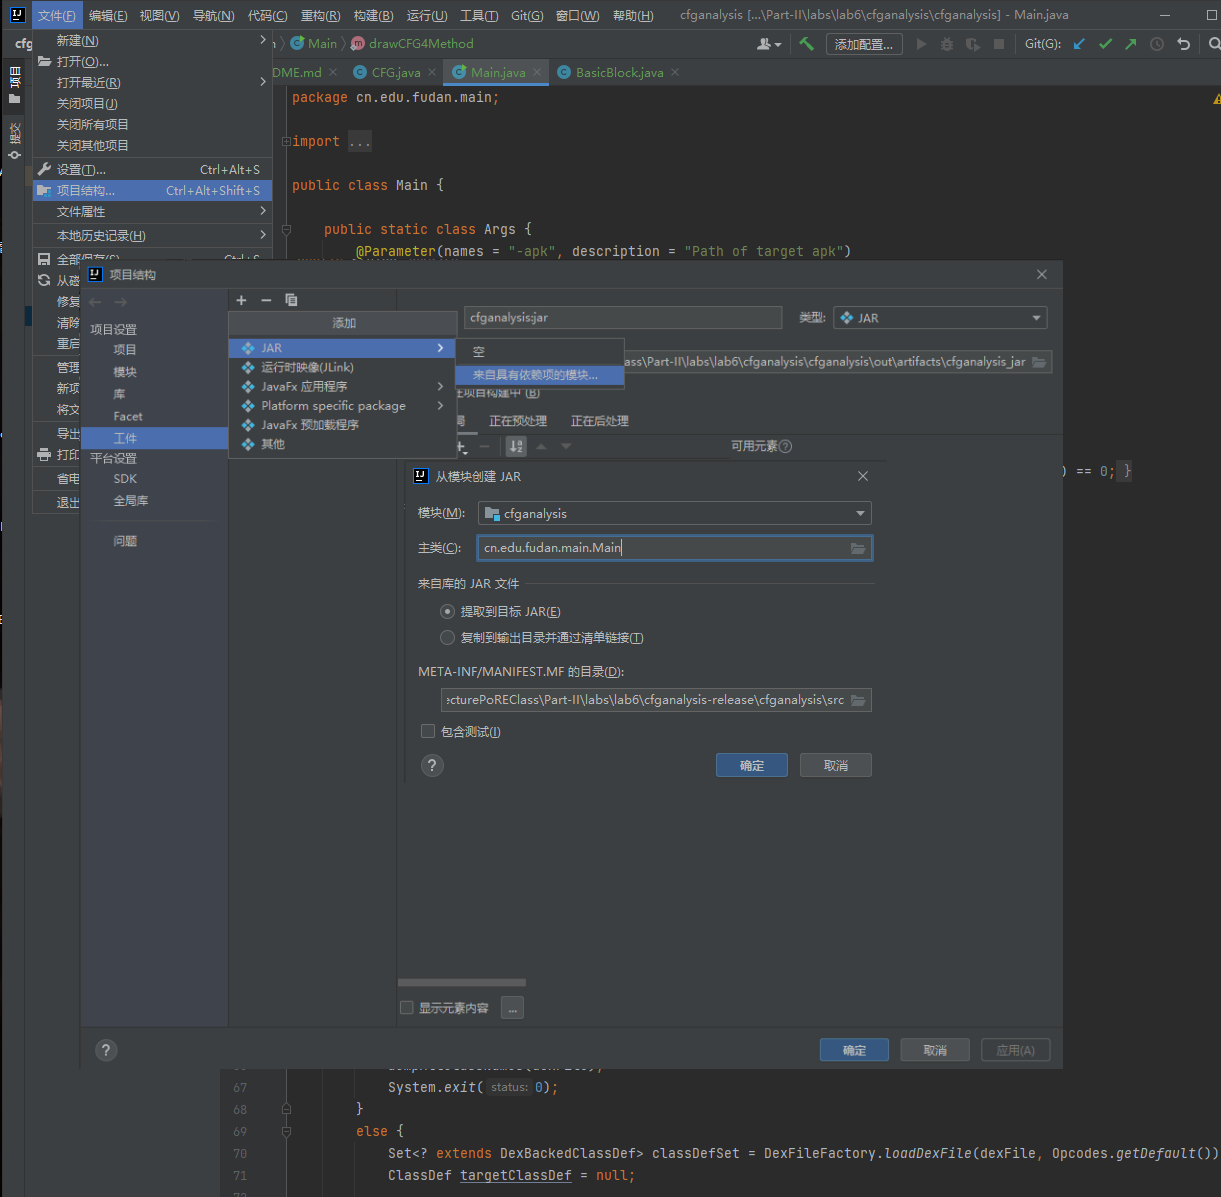 文件(F) 编辑(E) 视图(V) 导航(N) 代码(C) 重构(R) 构建(B) 运行(U) 工具(T) Git(G) 窗口(W) 帮助(H) cfganalysis [...\Part-II\labs\lab6\cfganalysis\cfganalysis] - Main.java
Main drawCFG4Method 添加配置... Git(G):
DME.md CFG.java Main.java BasicBlock.java
项目
提交
新建(N)
打开(O)...
打开最近(R)
关闭项目(J)
关闭所有项目
关闭其他项目
设置(T)... Ctrl+Alt+S
项目结构... Ctrl+Alt+Shift+S
文件属性
本地历史记录(H)
package cn.edu.fudan.main;
import ...
public class Main {
public static class Args {
@Parameter(names = "-apk", description = "Path of target apk")
修复
清除
重启
管理
新项
将文
导出
打印
省电
退出
项目结构
项目设置
项目
模块
库
Facet
工件
平台设置
SDK
全局库
问题
添加
JAR
运行时映像(JLink)
JavaFx 应用程序
Platform specific package
JavaFx 预加载程序
其他
空
来自具有依赖项的模块...
cfganalysis:jar 类型: JAR
ass\Part-II\labs\lab6\cfganalysis\cfganalysis\out\artifacts\cfganalysis_jar
在项目构建中(B)
局 正在预处理 正在后处理
可用元素
) == 0; }
从模块创建 JAR
模块(M): cfganalysis
主类(C): cn.edu.fudan.main.Main
来自库的 JAR 文件
提取到目标 JAR(E)
复制到输出目录并通过清单链接(T)
META-INF/MANIFEST.MF 的目录(D):
ecturePoREClass\Part-II\labs\lab6\cfganalysis-release\cfganalysis\src
包含测试(I)
? 确定 取消
显示元素内容 ...
? 确定 取消 应用(A)
67 System.exit( status: 0);
68 }
69 else {
70 Set<? extends DexBackedClassDef> classDefSet = DexFileFactory.loadDexFile(dexFile, Opcodes.getDefault())
71 ClassDef targetClassDef = null;